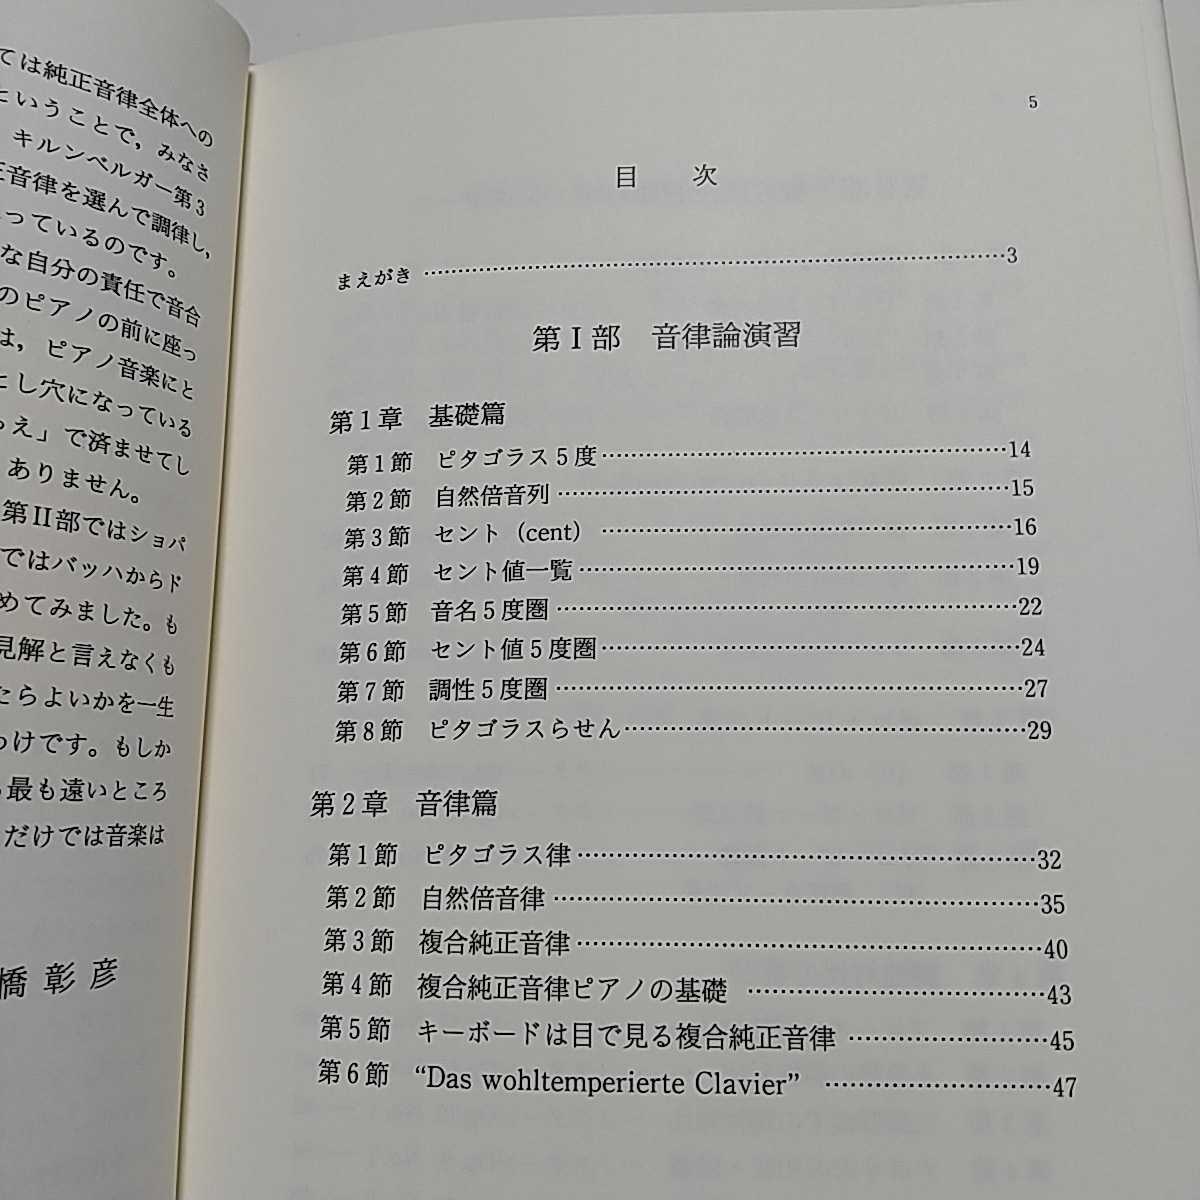 ては純正音律全体への
ということで，みなさ
キルンベルガー第3
音律を選んで調律し，
っているのです。
な自分の責任で音合
のピアノの前に座っ
は，ピアノ音楽にと
とし穴になっている
え」で済ませてし
ありません。
第II部ではショパ
ではバッハからド
めてみました。も
見解と言えなくも
たらよいかを一生
わけです。もしか
最も遠いところ
だけでは音楽は
橋彰彦
5
目次
まえがき……3
第Ⅰ部 音律論演習
第1章 基礎篇
第1節 ピタゴラス5度……14
第2節 自然倍音列……15
第3節 セント（cent）……16
第4節 セント値一覧……19
第5節 音名5度圏……22
第6節 セント値5度圏……24
第7節 調性5度圏……27
第8節 ピタゴラスらせん……29
第2章 音律篇
第1節 ピタゴラス律……32
第2節 自然倍音律……35
第3節 複合純正音律……40
第4節 複合純正音律ピアノの基礎……43
第5節 キーボードは目で見る複合純正音律……45
第6節 “Das wohltemperierte Clavier”……47